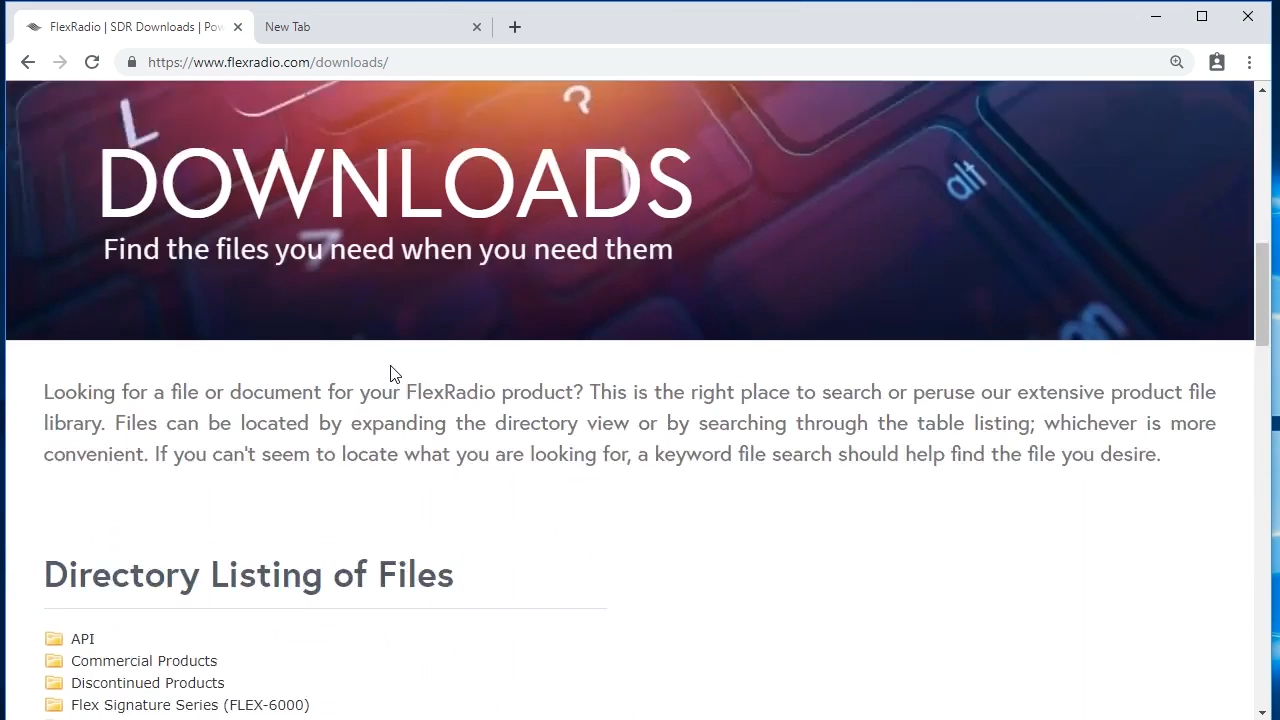 FlexRadio | SDR Downloads | Pow
New Tab
https://www.flexradio.com/downloads/
L
?
alt
DOWNLOADS
7
Find the files you need when you need them
Looking for a file or document for your FlexRadio product? This is the right place to search or peruse our extensive product file
library. Files can be located by expanding the directory view or by searching through the table listing; whichever is more
convenient. If you can't seem to locate what you are looking for, a keyword file search should help find the file you desire.
Directory Listing of Files
API
Commercial Products
Discontinued Products
Flex Signature Series (FLEX-6000)